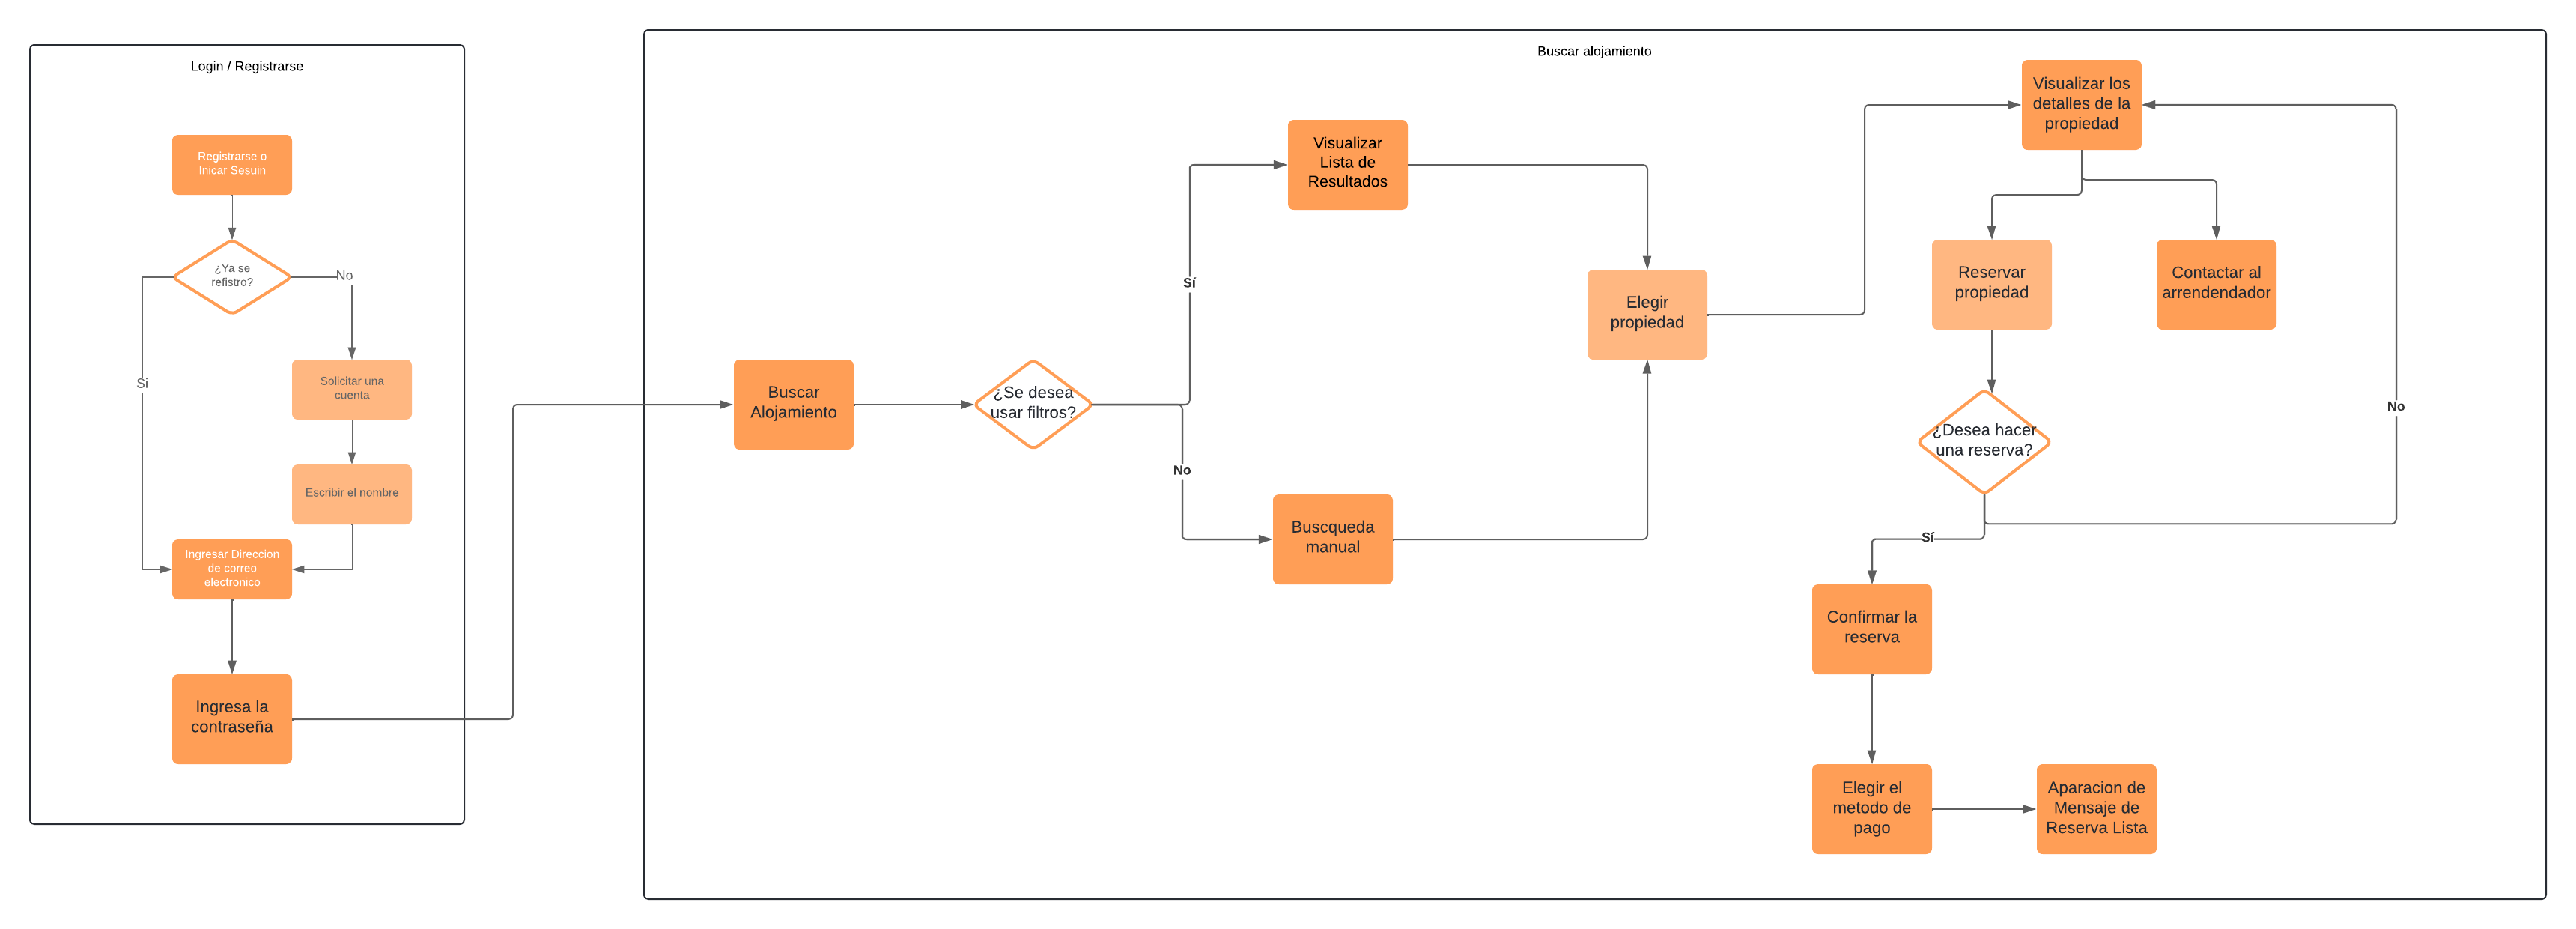 Login / Registrarse
Registrarse o
Inicar Sesuin
¿Ya se
refistro?
No
Si
Solicitar una
cuenta
Escribir el nombre
Ingresar Direccion
de correo
electronico
Ingresa la
contraseña
Buscar alojamiento
Buscar
Alojamiento
¿Se desea
usar filtros?
Sí
No
Visualizar
Lista de
Resultados
Buscqueda
manual
Elegir
propiedad
Visualizar los
detalles de la
propiedad
Reservar
propiedad
Contactar al
arrendendador
¿Desea hacer
una reserva?
No
Sí
Confirmar la
reserva
Elegir el
metodo de
pago
Aparacion de
Mensaje de
Reserva Lista